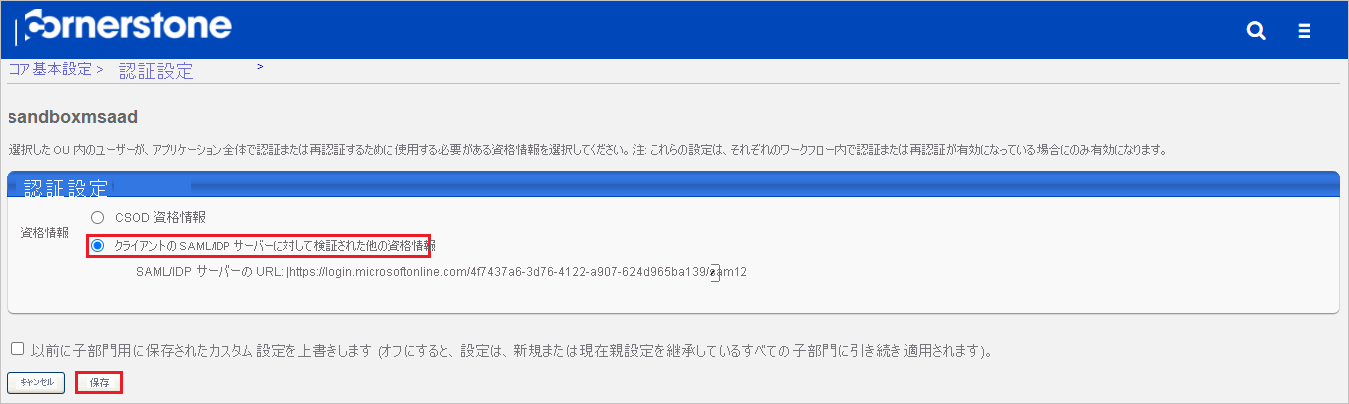 cornerstone
コア基本設定 > 認証設定 >
sandboxmsaad
選択した OU 内のユーザーが、アプリケーション全体で認証または再認証するために使用する必要がある資格情報を選択してください。注: これらの設定は、それぞれのワークフロー内で認証または再認証が有効になっている場合にのみ有効になります。
認証設定
資格情報
CSOD 資格情報
クライアントの SAML/IDP サーバーに対して検証された他の資格情報
SAML/IDP サーバーの URL: https://login.microsoftonline.com/4f7437a6-3d76-4122-a907-624d965ba139/sam12
以前に子部門用に保存されたカスタム設定を上書きします (オフにすると、設定は、新規または現在親設定を継承しているすべての子部門に引き続き適用されます)。
キャンセル 保存